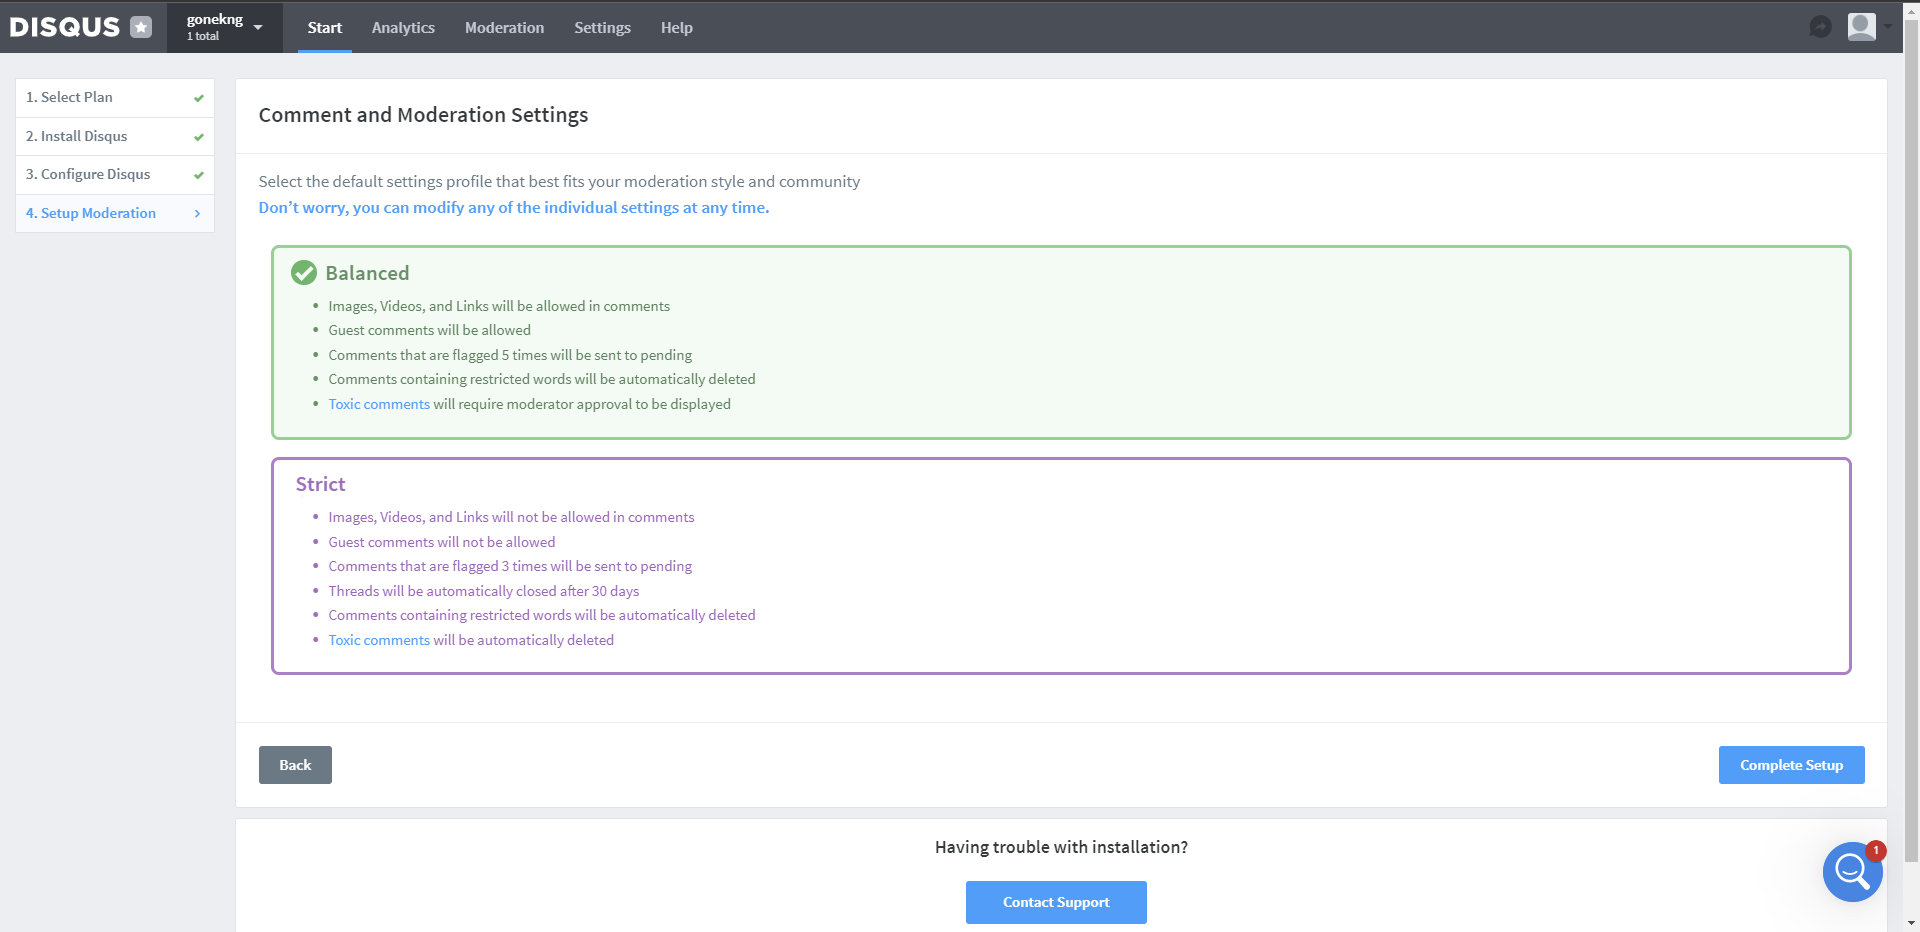 DISQUS
gonekng
1 total
Start
Analytics
Moderation
Settings
Help
1. Select Plan
2. Install Disqus
3. Configure Disqus
4. Setup Moderation
Comment and Moderation Settings
Select the default settings profile that best fits your moderation style and community
Don’t worry, you can modify any of the individual settings at any time.
Balanced
• Images, Videos, and Links will be allowed in comments
• Guest comments will be allowed
• Comments that are flagged 5 times will be sent to pending
• Comments containing restricted words will be automatically deleted
• Toxic comments will require moderator approval to be displayed
Strict
• Images, Videos, and Links will not be allowed in comments
• Guest comments will not be allowed
• Comments that are flagged 3 times will be sent to pending
• Threads will be automatically closed after 30 days
• Comments containing restricted words will be automatically deleted
• Toxic comments will be automatically deleted
Back
Complete Setup
Having trouble with installation?
1
Contact Support